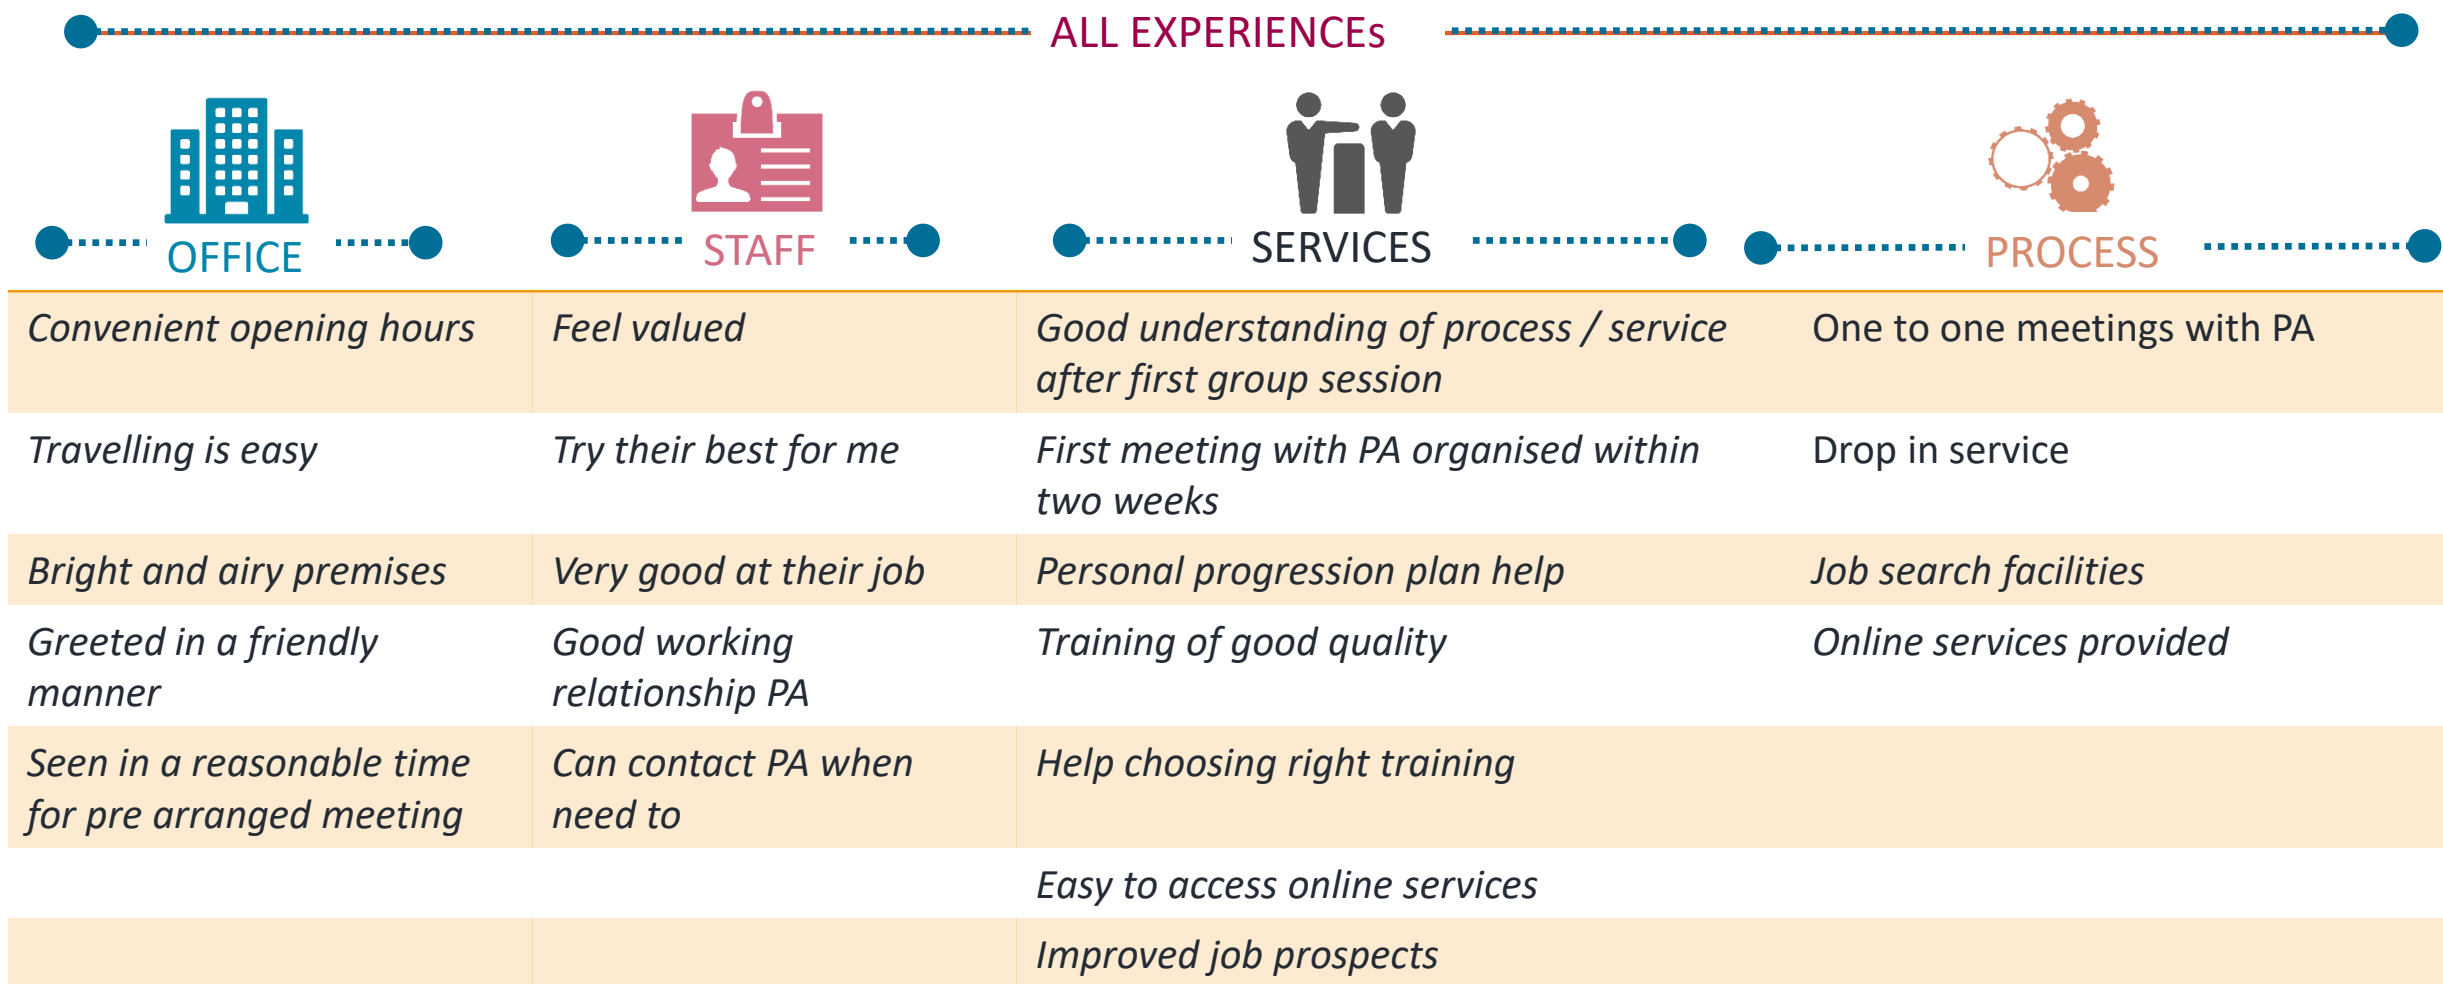 ALL EXPERIENCEs
OFFICE
STAFF
SERVICES
PROCESS
Convenient opening hours
Feel valued
Good understanding of process / service
after first group session
One to one meetings with PA
Travelling is easy
Try their best for me
First meeting with PA organised within
two weeks
Drop in service
Bright and airy premises
Very good at their job
Personal progression plan help
Job search facilities
Greeted in a friendly
manner
Good working
relationship PA
Training of good quality
Online services provided
Seen in a reasonable time
for pre arranged meeting
Can contact PA when
need to
Help choosing right training
Easy to access online services
Improved job prospects